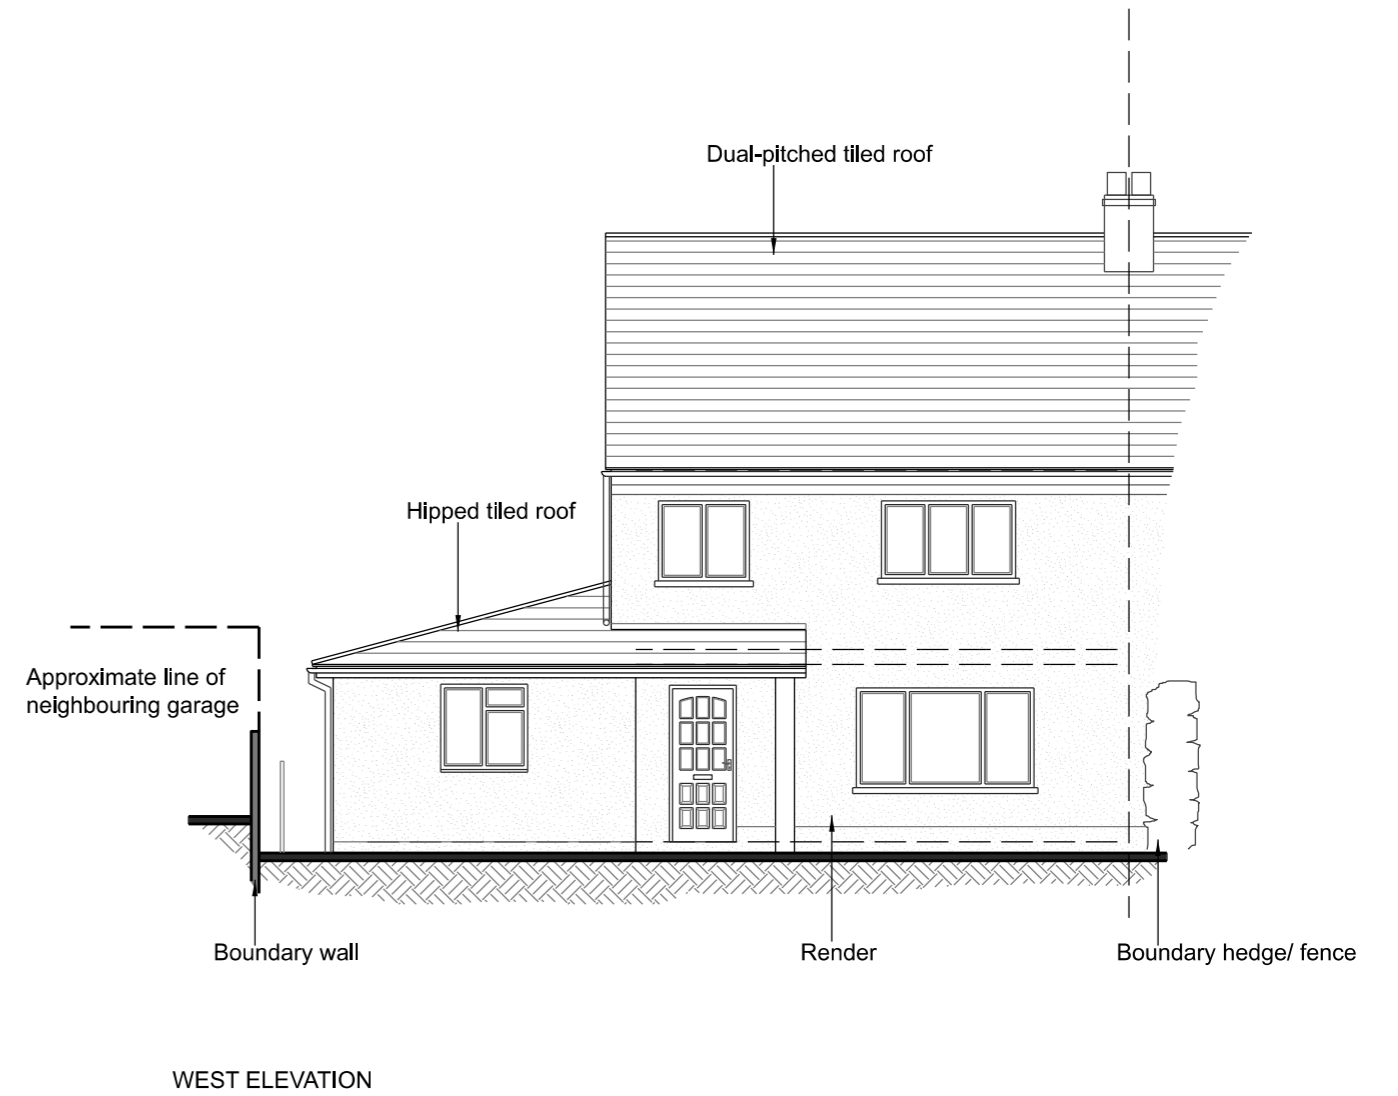 Dual-pitched tiled roof
Hipped tiled roof
Approximate line of
neighbouring garage
Boundary wall
Render
Boundary hedge/ fence
WEST ELEVATION